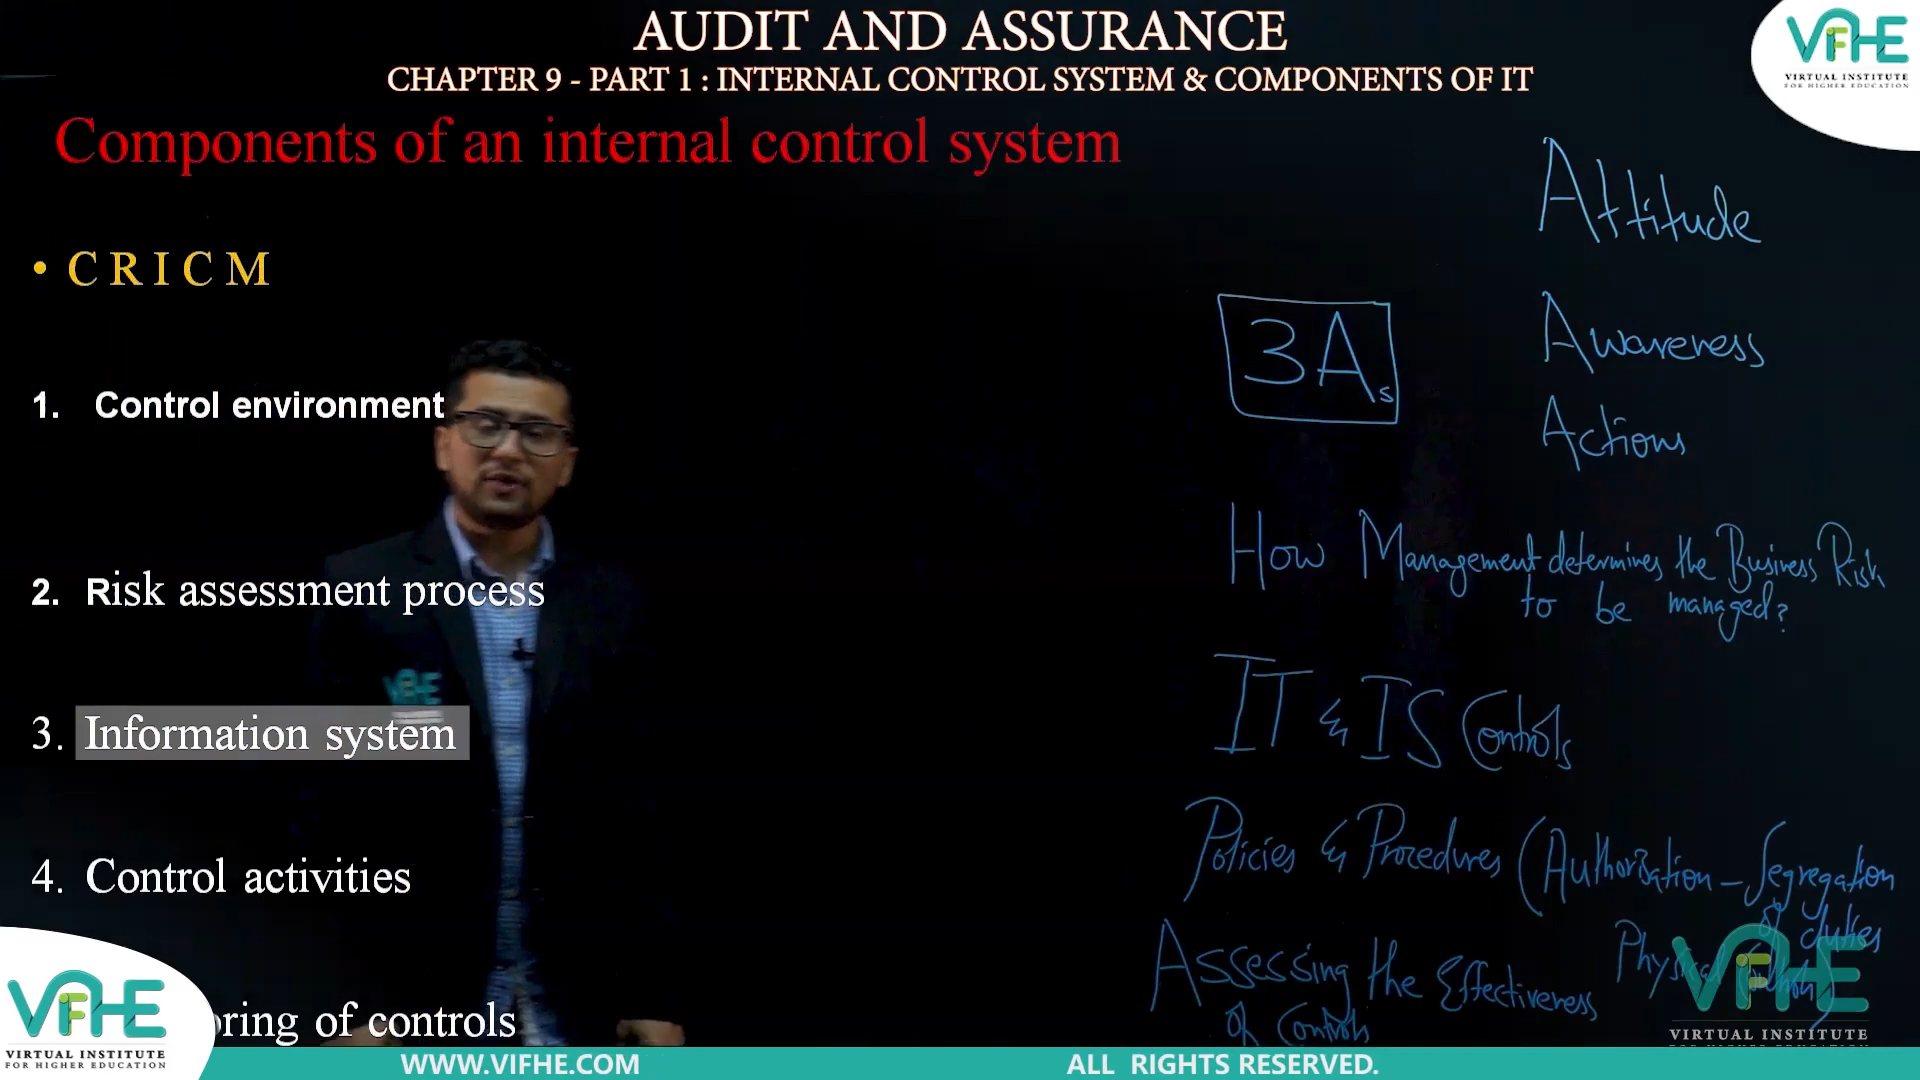 AUDIT AND ASSURANCE
CHAPTER 9 - PART 1 : INTERNAL CONTROL SYSTEM & COMPONENTS OF IT
VIFHE
VIRTUAL INSTITUTE
FOR HIGHER EDUCATION
Components of an internal control system
• C R I C M
1. Control environment
2. Risk assessment process
3. Information system
4. Control activities
oring of controls
Attitude
3As
Awareness
Actions
How Management determines the Business Risk
to be managed?
IT & IS Controls
Policies & Procedures (Authorization - Segregation
of duties
Physical
Assessing the Effectiveness
of Controls
VIFHE
VIFHE
VIRTUAL INSTITUTE
FOR HIGHER EDUCATION
VIFHE
VIRTUAL INSTITUTE
WWW.VIFHE.COM
ALL RIGHTS RESERVED.